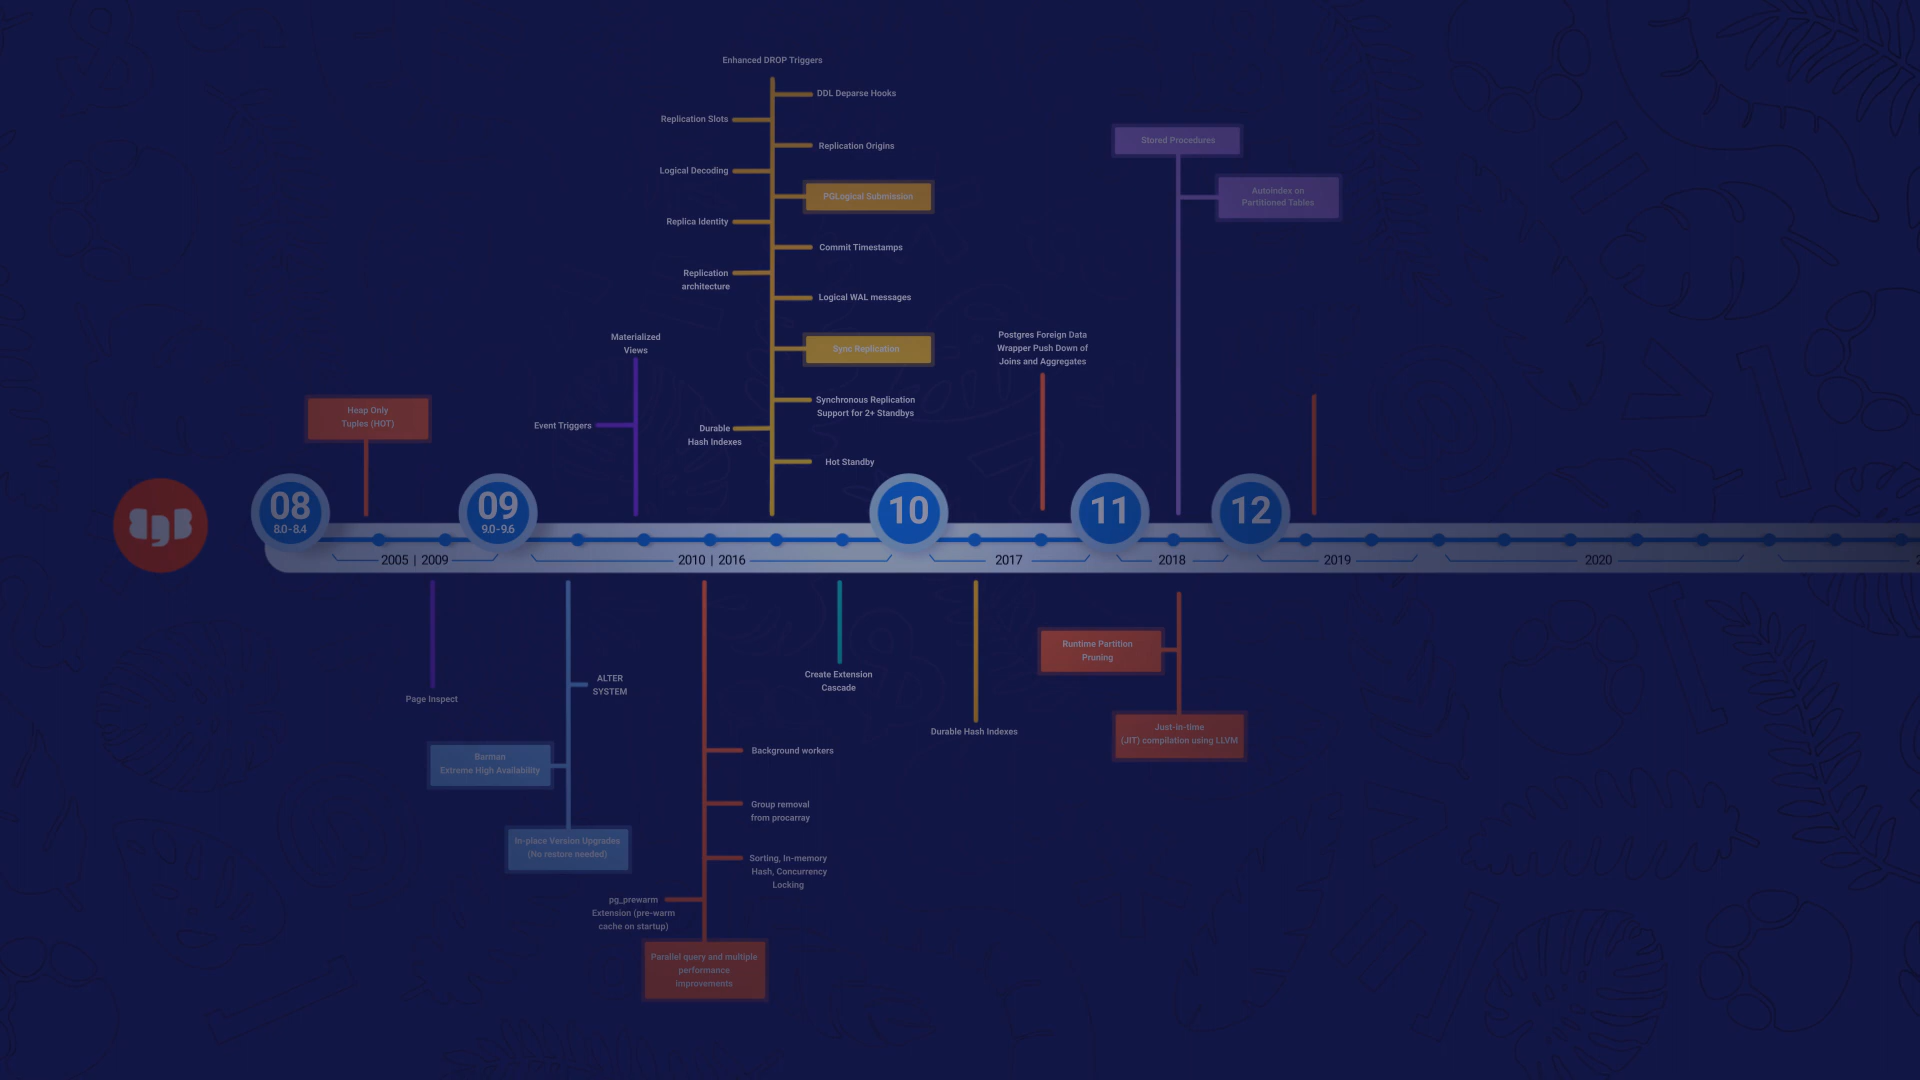 Enhanced DROP Triggers
DDL Deparse Hooks
Replication Slots
Replication Origins
Logical Decoding
PGLogical Submission
Replica Identity
Commit Timestamps
Replication
architecture
Logical WAL messages
Sync Replication
Synchronous Replication
Support for 2+ Standbys
Durable
Hash Indexes
Hot Standby
Materialized
Views
Event Triggers
Heap Only
Tuples (HOT)
Postgres Foreign Data
Wrapper Push Down of
Joins and Aggregates
Stored Procedures
Autoindes on
Partitioned Tables
08
8.0-8.4
09
9.0-9.6
10
11
12
2005 | 2009
2010 | 2016
2017
2018
2019
2020
Page Inspect
ALTER
SYSTEM
Barman
Extreme High Availability
In-place Version Upgrades
(No restore needed)
Background workers
Group removal
from procarray
Sorting, In-memory
Hash, Concurrency
Locking
pg_prewarm
Extension (pre-warm
cache on startup)
Parallel query and multiple
performance
improvements
Create Extension
Cascade
Durable Hash Indexes
Runtime Partition
Pruning
Just-in-time
(JIT) compilation using LLVM